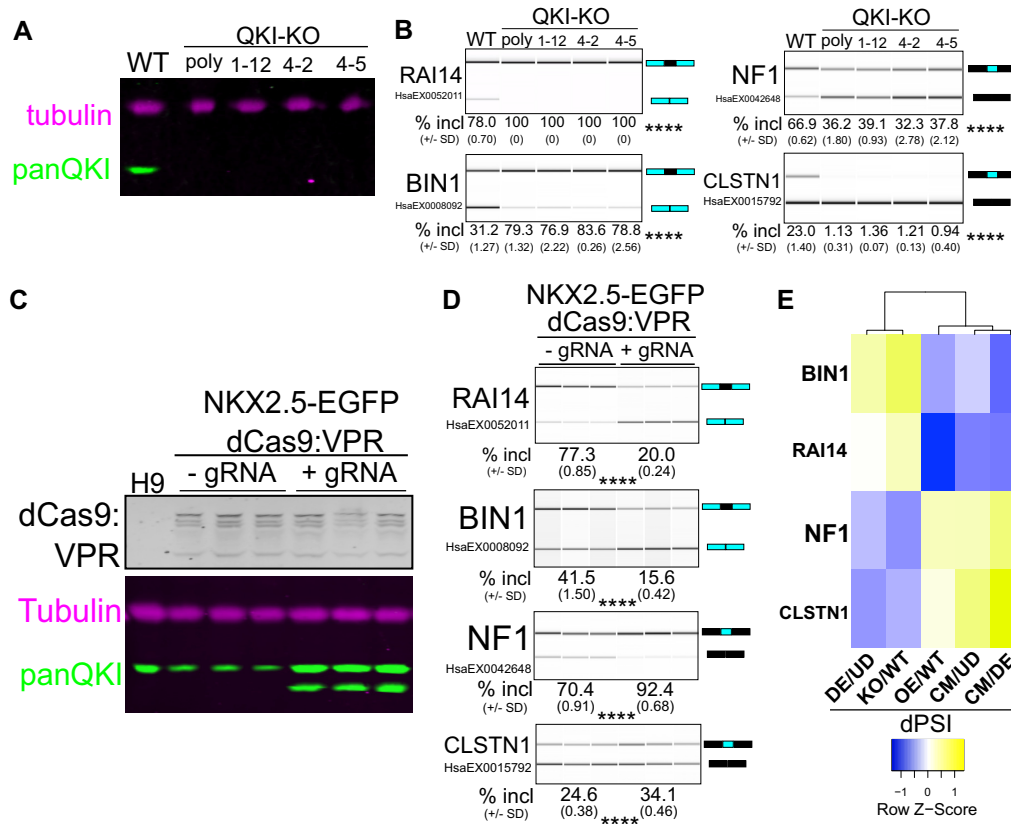 A
QKI-KO
WT poly 1-12 4-2 4-5
tubulin
panQKI
B
QKI-KO
WT poly 1-12 4-2 4-5
RAI14
HsaEX0052011
% incl 78.0 100 100 100 100 ****
(+/- SD) (0.70) (0) (0) (0) (0)
BIN1
HsaEX0008092
% incl 31.2 79.3 76.9 83.6 78.8 ****
(+/- SD) (1.27) (1.32) (2.22) (0.26) (2.56)
QKI-KO
WT poly 1-12 4-2 4-5
NF1
HsaEX0042648
% incl 66.9 36.2 39.1 32.3 37.8 ****
(+/- SD) (0.62) (1.80) (0.93) (2.78) (2.12)
CLSTN1
HsaEX0015792
% incl 23.0 1.13 1.36 1.21 0.94 ****
(+/- SD) (1.40) (0.31) (0.07) (0.13) (0.40)
C
NKX2.5-EGFP
dCas9:VPR
H9 - gRNA + gRNA
dCas9:
VPR
Tubulin
panQKI
D
NKX2.5-EGFP
dCas9:VPR
- gRNA + gRNA
RAI14
HsaEX0052011
% incl 77.3 20.0
(+/- SD) (0.85) **** (0.24)
BIN1
HsaEX0008092
% incl 41.5 15.6
(+/- SD) (1.50) **** (0.42)
NF1
HsaEX0042648
% incl 70.4 92.4
(+/- SD) (0.91) **** (0.68)
CLSTN1
HsaEX0015792
% incl 24.6 34.1
(+/- SD) (0.38) **** (0.46)
E
BIN1
RAI14
NF1
CLSTN1
DE/UD KO/WT OE/WT CM/UD CM/DE
dPSI
−1 0 1
Row Z-Score